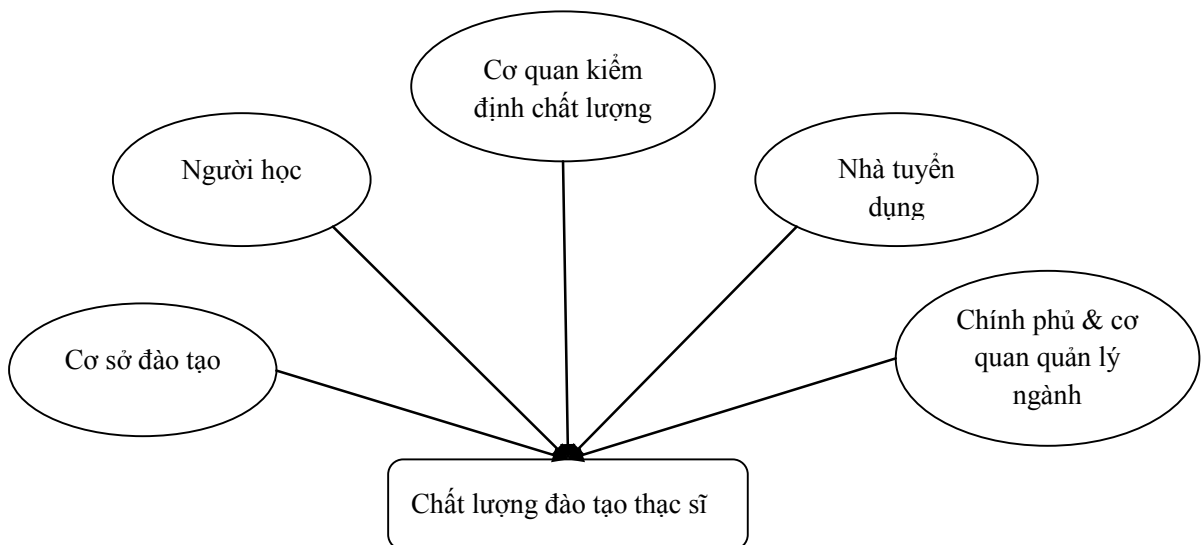 Cơ quan kiểm
định chất lượng
Người học
Nhà tuyển
dụng
Cơ sở đào tạo
Chính phủ & cơ
quan quản lý
ngành
Chất lượng đào tạo thạc sĩ